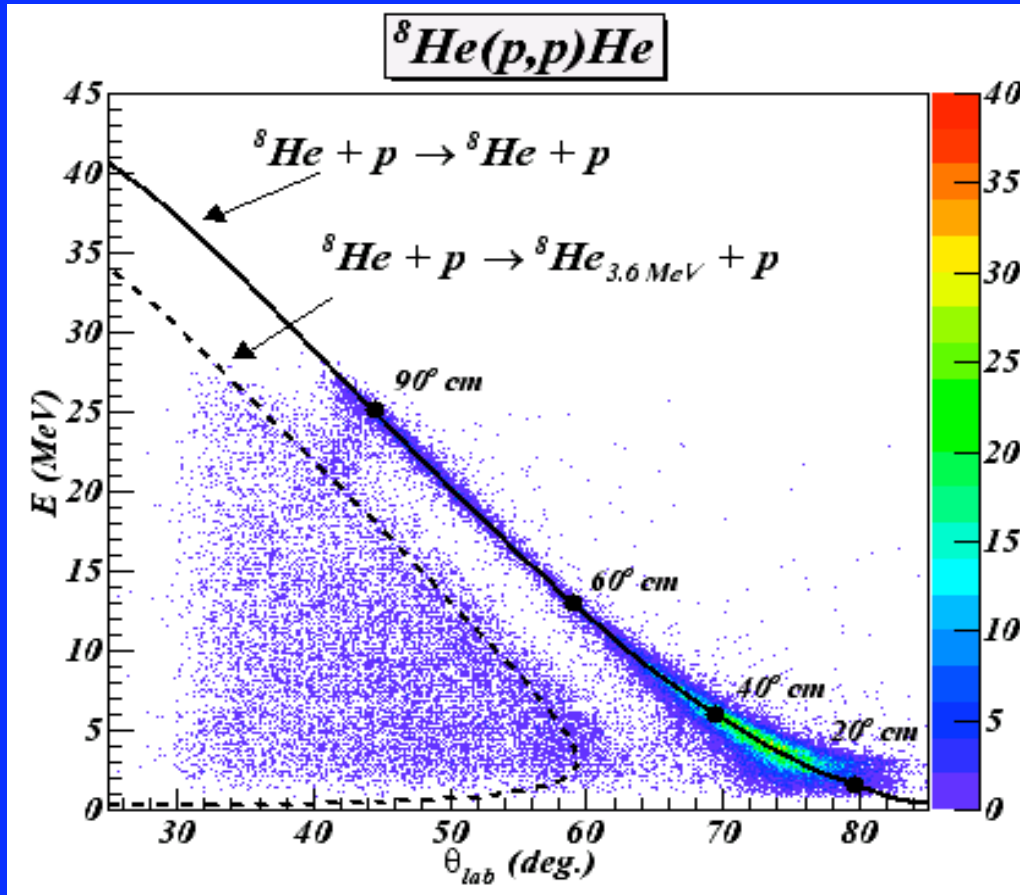 ⁸He(p,p)He
⁸He + p → ⁸He + p
⁸He + p → ⁸He₃.₆ MeV + p
90° cm
60° cm
40° cm
20° cm
E (MeV)
45
40
35
30
25
20
15
10
5
0
30 40 50 60 70 80
θlab (deg.)
40
35
30
25
20
15
10
5
0